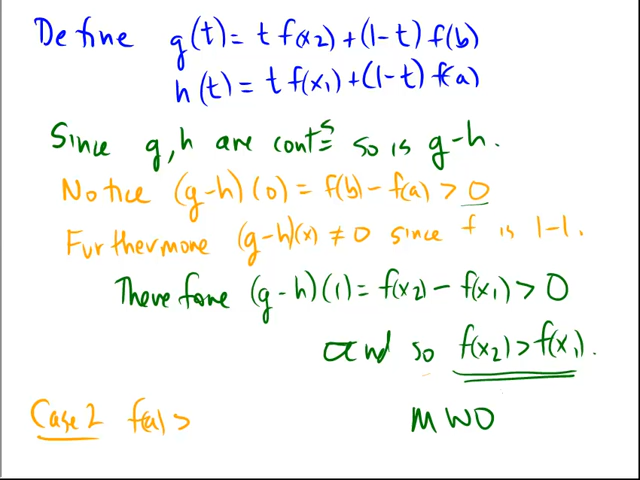 Define g(t) = t f(x2) + (1-t) f(b)
h(t) = t f(x1) + (1-t) f(a)
Since g, h are cont⁠s so is g-h.
Notice (g-h)(0) = f(b) - f(a) > 0
Furthermore (g-h)(x) ≠ 0 since f is 1-1.
Therefore (g-h)(1) = f(x2) - f(x1) > 0
and so f(x2) > f(x1).
Case 2 f(a) >
MWO